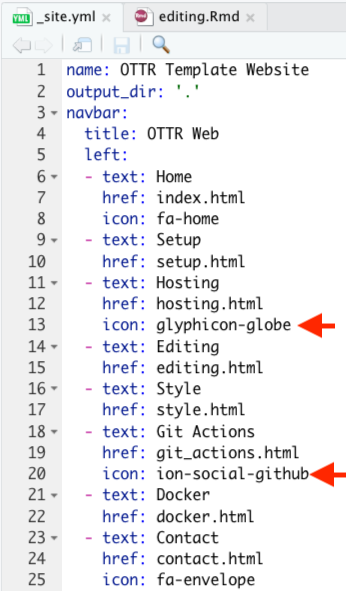 _site.yml
editing.Rmd
1 name: OTTR Template Website
2 output_dir: '.'
3 navbar:
4   title: OTTR Web
5   left:
6   - text: Home
7     href: index.html
8     icon: fa-home
9   - text: Setup
10     href: setup.html
11   - text: Hosting
12     href: hosting.html
13     icon: glyphicon-globe
14   - text: Editing
15     href: editing.html
16   - text: Style
17     href: style.html
18   - text: Git Actions
19     href: git_actions.html
20     icon: ion-social-github
21   - text: Docker
22     href: docker.html
23   - text: Contact
24     href: contact.html
25     icon: fa-envelope